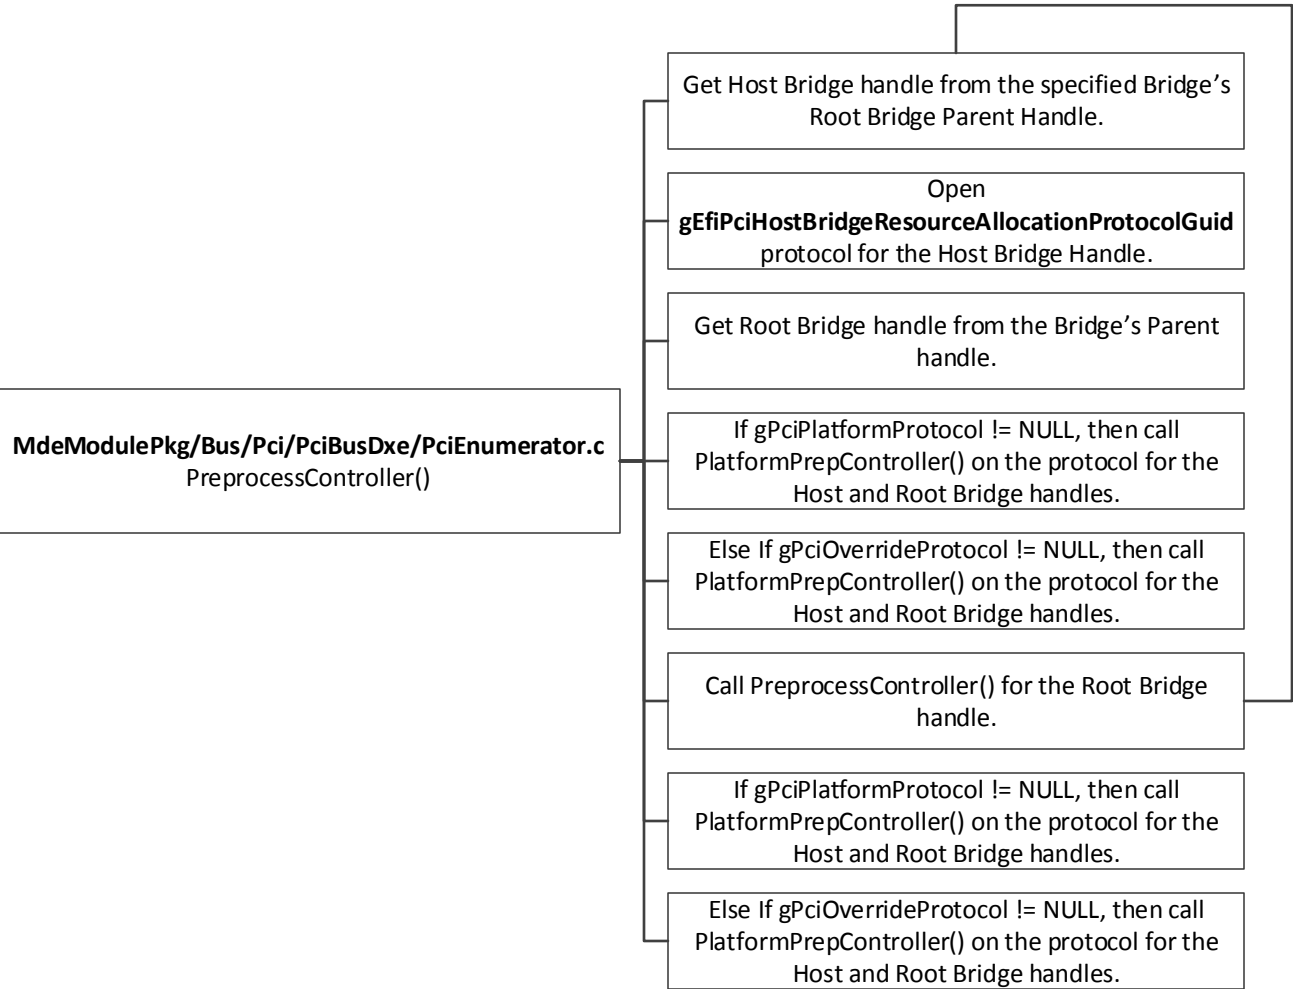 Get Host Bridge handle from the specified Bridge’s
Root Bridge Parent Handle.
Open
gEfiPciHostBridgeResourceAllocationProtocolGuid
protocol for the Host Bridge Handle.
Get Root Bridge handle from the Bridge’s Parent
handle.
MdeModulePkg/Bus/Pci/PciBusDxe/PciEnumerator.c
PreprocessController()
If gPciPlatformProtocol != NULL, then call
PlatformPrepController() on the protocol for the
Host and Root Bridge handles.
Else If gPciOverrideProtocol != NULL, then call
PlatformPrepController() on the protocol for the
Host and Root Bridge handles.
Call PreprocessController() for the Root Bridge
handle.
If gPciPlatformProtocol != NULL, then call
PlatformPrepController() on the protocol for the
Host and Root Bridge handles.
Else If gPciOverrideProtocol != NULL, then call
PlatformPrepController() on the protocol for the
Host and Root Bridge handles.